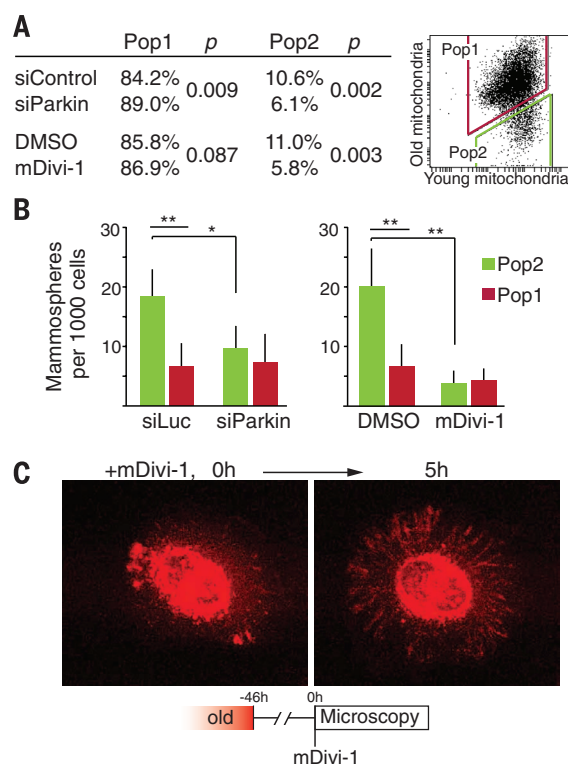 A
Pop1 p Pop2 p
siControl 84.2% 0.009 10.6% 0.002
siParkin 89.0% 6.1%
DMSO 85.8% 0.087 11.0% 0.003
mDivi-1 86.9% 5.8%
Old mitochondria
Pop1
Pop2
Young mitochondria
B
Mammospheres
per 1000 cells
30
20
10
** 
*
siLuc siParkin
30
20
10
**
**
DMSO mDivi-1
Pop2
Pop1
C
+mDivi-1, 0h 5h
old
-46h
0h
Microscopy
mDivi-1